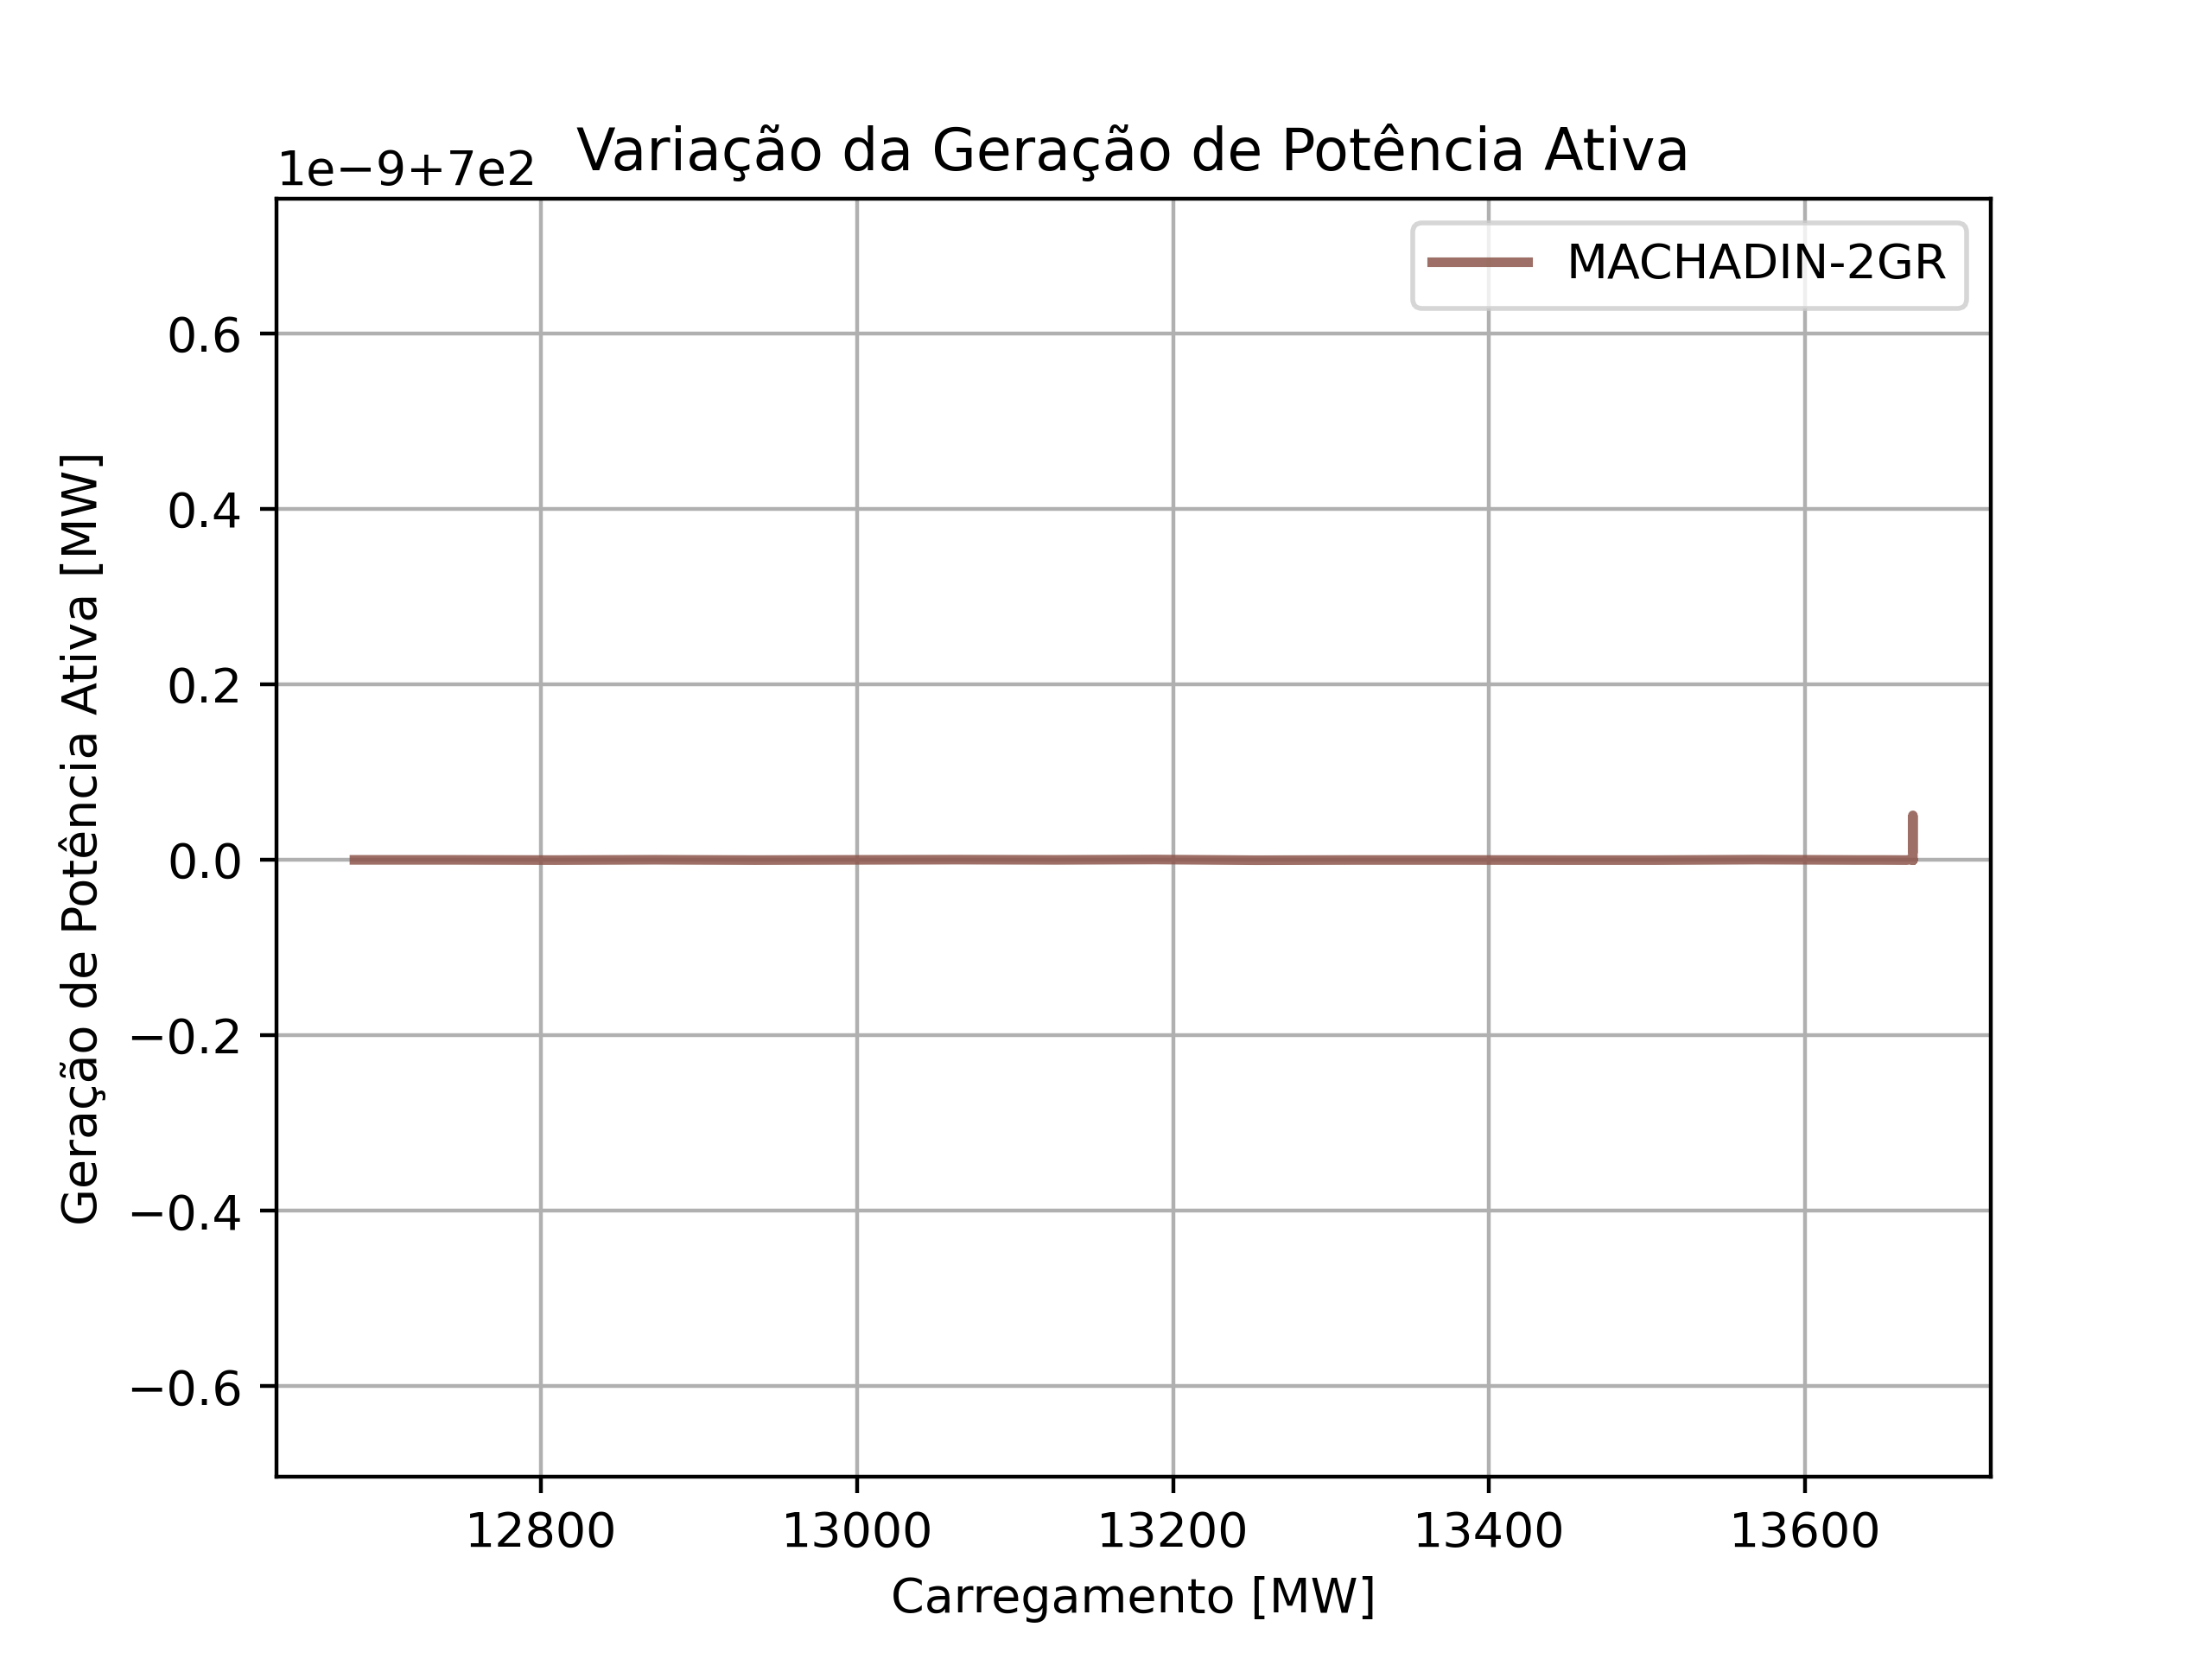 Variação da Geração de Potência Ativa
1e−9+7e2
MACHADIN-2GR
Geração de Potência Ativa [MW]
0.6
0.4
0.2
0.0
−0.2
−0.4
−0.6
12800 13000 13200 13400 13600
Carregamento [MW]